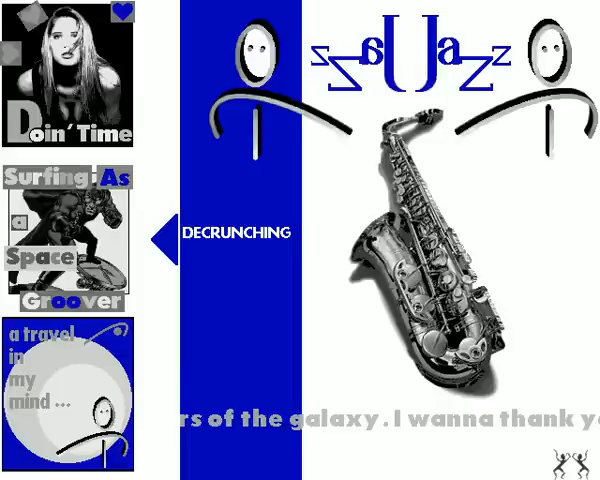 Doin' Time
Surfing As
a
Space
Groover
a travel
in
my
mind ...
DECRUNCHING
rs of the galaxy. I wanna thank y